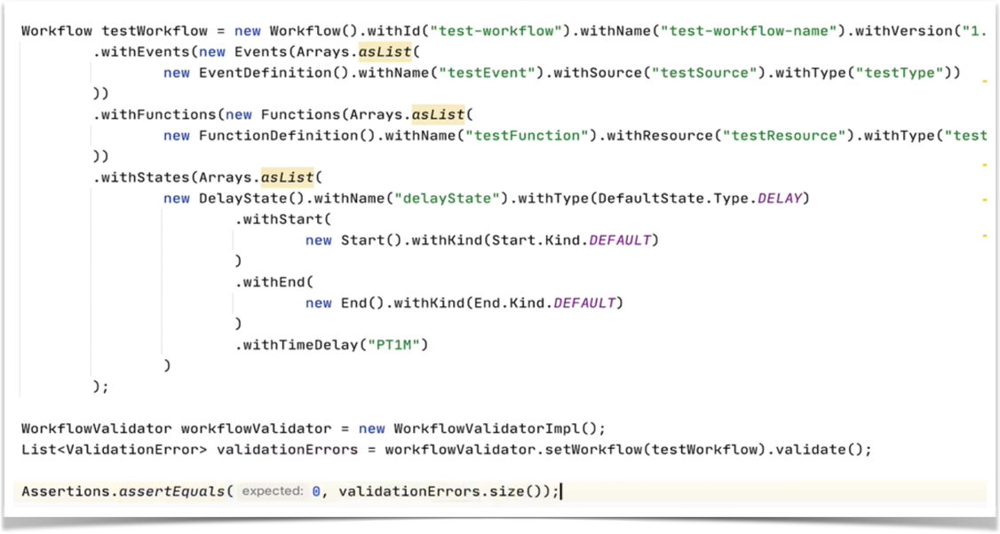 Workflow testWorkflow = new Workflow().withId("test-workflow").withName("test-workflow-name").withVersion("1.
.withEvents(new Events(Arrays.asList(
new EventDefinition().withName("testEvent").withSource("testSource").withType("testType"))
))
.withFunctions(new Functions(Arrays.asList(
new FunctionDefinition().withName("testFunction").withResource("testResource").withType("test
))
.withStates(Arrays.asList(
new DelayState().withName("delayState").withType(DefaultState.Type.DELAY)
.withStart(
new Start().withKind(Start.Kind.DEFAULT)
)
.withEnd(
new End().withKind(End.Kind.DEFAULT)
)
.withTimeDelay("PT1M")
)
);
WorkflowValidator workflowValidator = new WorkflowValidatorImpl();
List<ValidationError> validationErrors = workflowValidator.setWorkflow(testWorkflow).validate();
Assertions.assertEquals( expected: 0, validationErrors.size());